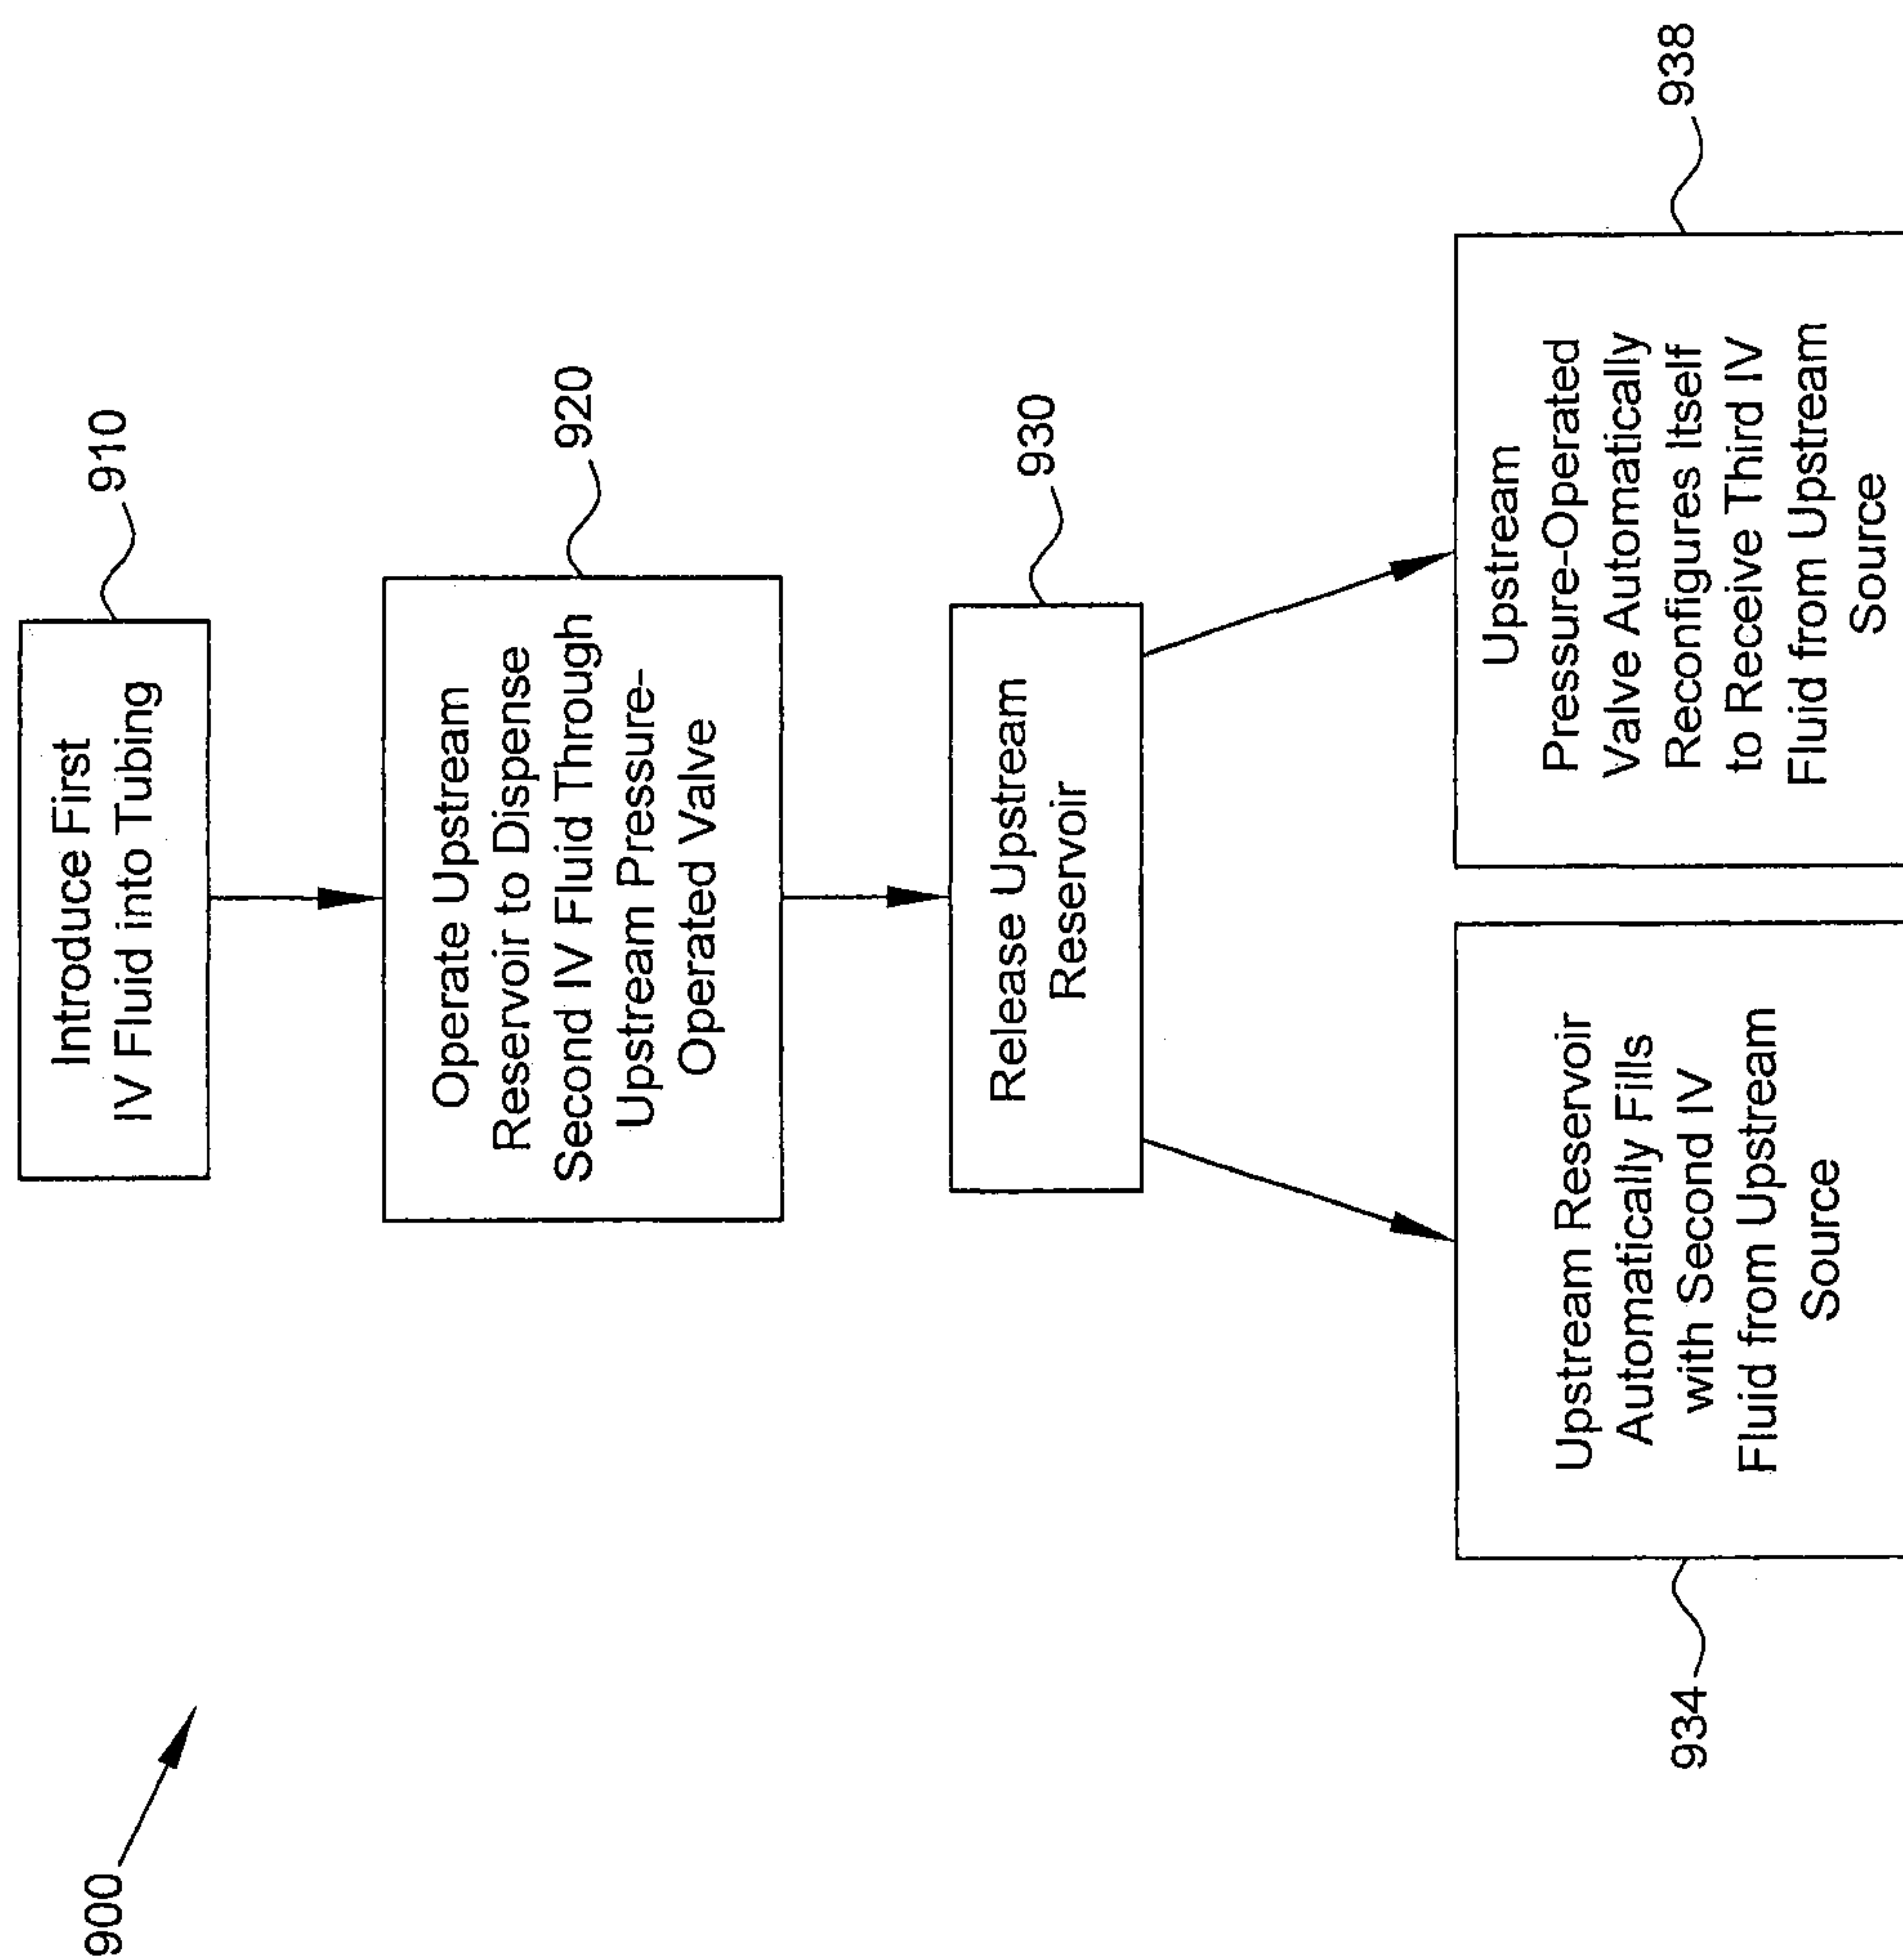 900
Introduce First
IV Fluid into Tubing
910
Operate Upstream
Reservoir to Dispense
Second IV Fluid Through
Upstream Pressure-
Operated Valve
920
Release Upstream
Reservoir
930
Upstream Reservoir
Automatically Fills
with Second IV
Fluid from Upstream
Source
934
Upstream
Pressure-Operated
Valve Automatically
Reconfigures Itself
to Receive Third IV
Fluid from Upstream
Source
938